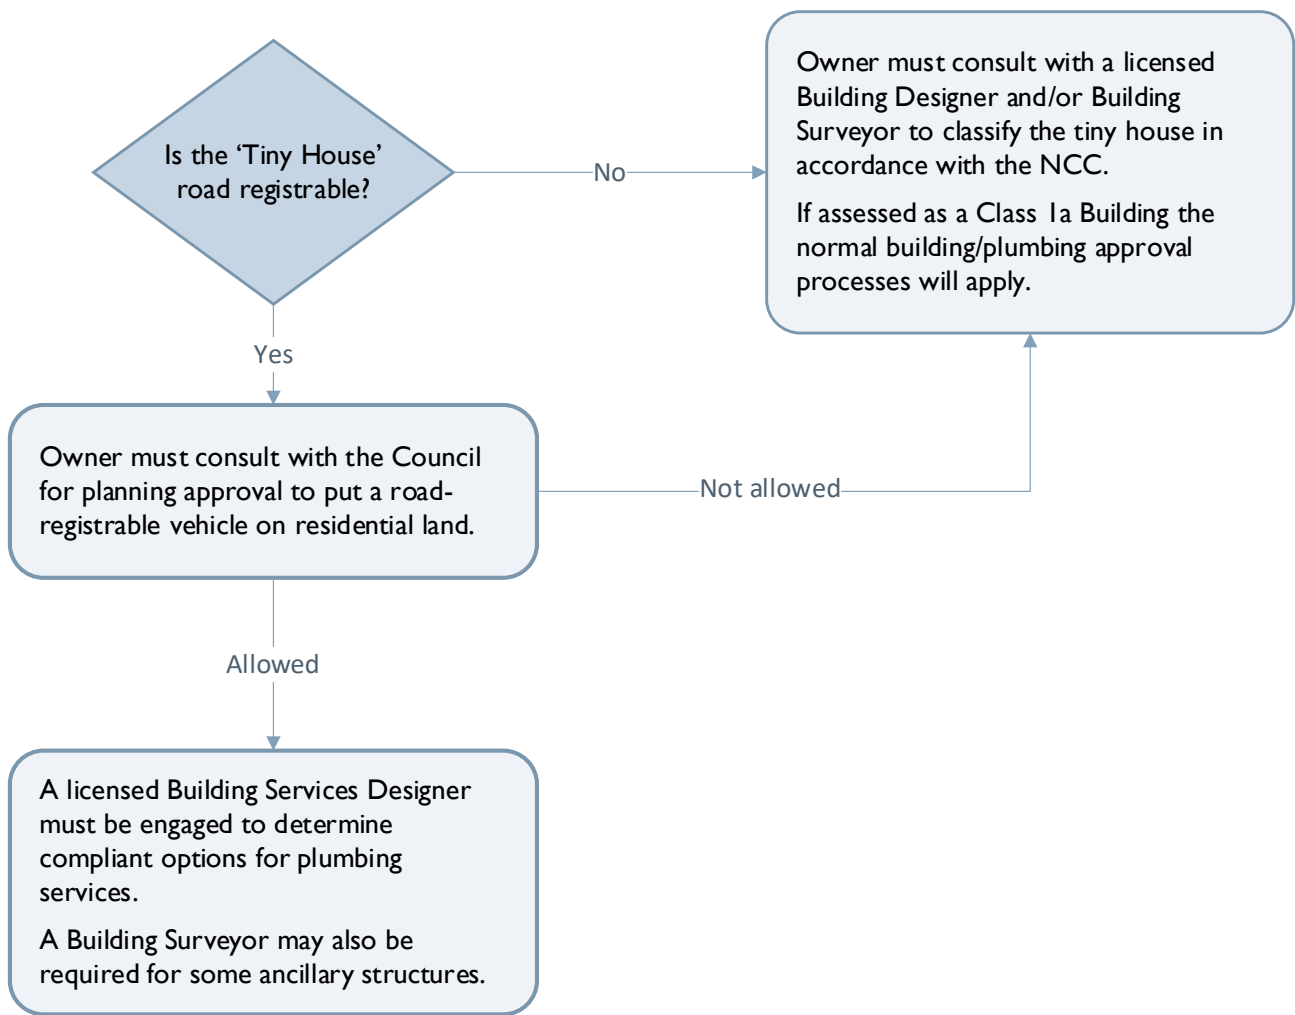 Is the ‘Tiny House’
road registrable?
No
Owner must consult with a licensed
Building Designer and/or Building
Surveyor to classify the tiny house in
accordance with the NCC.
If assessed as a Class 1a Building the
normal building/plumbing approval
processes will apply.
Yes
Owner must consult with the Council
for planning approval to put a road-
registrable vehicle on residential land.
Not allowed
Allowed
A licensed Building Services Designer
must be engaged to determine
compliant options for plumbing
services.
A Building Surveyor may also be
required for some ancillary structures.